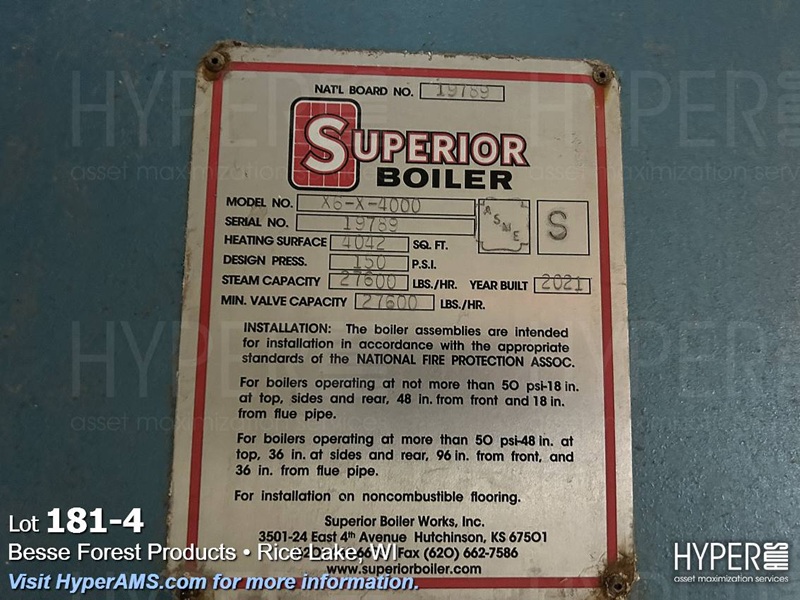 NAT'L BOARD NO. 19789
SUPERIOR
BOILER
MODEL NO. X6-X-4000
SERIAL NO. 19789
ASME
S
HEATING SURFACE 4042 SQ. FT.
DESIGN PRESS. 150 P.S.I.
STEAM CAPACITY 27600 LBS./HR. YEAR BUILT 2021
MIN. VALVE CAPACITY 27600 LBS./HR.
INSTALLATION: The boiler assemblies are intended
for installation in accordance with the appropriate
standards of the NATIONAL FIRE PROTECTION ASSOC.
For boilers operating at not more than 50 psi-18 in.
at top, sides and rear, 48 in. from front and 18 in.
from flue pipe.
For boilers operating at more than 50 psi-48 in. at
top, 36 in. at sides and rear, 96 in. from front, and
36 in. from flue pipe.
For installation on noncombustible flooring.
Superior Boiler Works, Inc.
3501-24 East 4th Avenue Hutchinson, KS 67501
Fax (620) 662-7586
www.superiorboiler.com
Lot 181-4
Besse Forest Products • Rice Lake, WI
Visit HyperAMS.com for more information.
HYPER AMS
asset maximization services